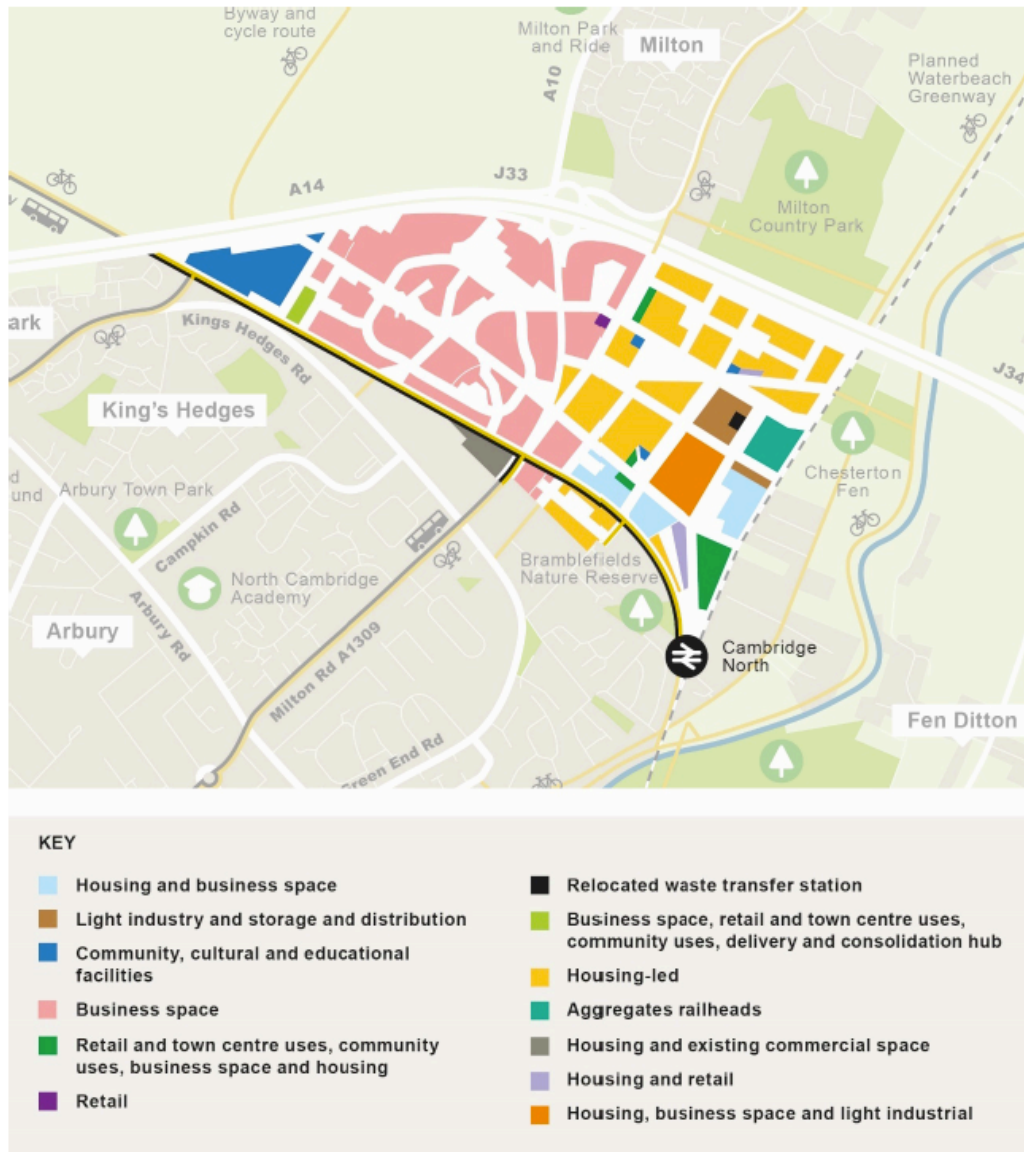 Byway and
cycle route
Milton Park
and Ride
Milton
A10
Planned
Waterbeach
Greenway
A14
J33
Milton
Country Park
ark
Kings Hedges Rd
J34
King's Hedges
Arbury Town Park
Campkin Rd
Chesterton
Fen
North Cambridge
Academy
Bramblefields
Nature Reserve
Arbury
Arbury Rd
Milton Rd A1309
Cambridge
North
Fen Ditton
Green End Rd
KEY
Housing and business space
Light industry and storage and distribution
Community, cultural and educational
facilities
Business space
Retail and town centre uses, community
uses, business space and housing
Retail
Relocated waste transfer station
Business space, retail and town centre uses,
community uses, delivery and consolidation hub
Housing-led
Aggregates railheads
Housing and existing commercial space
Housing and retail
Housing, business space and light industrial